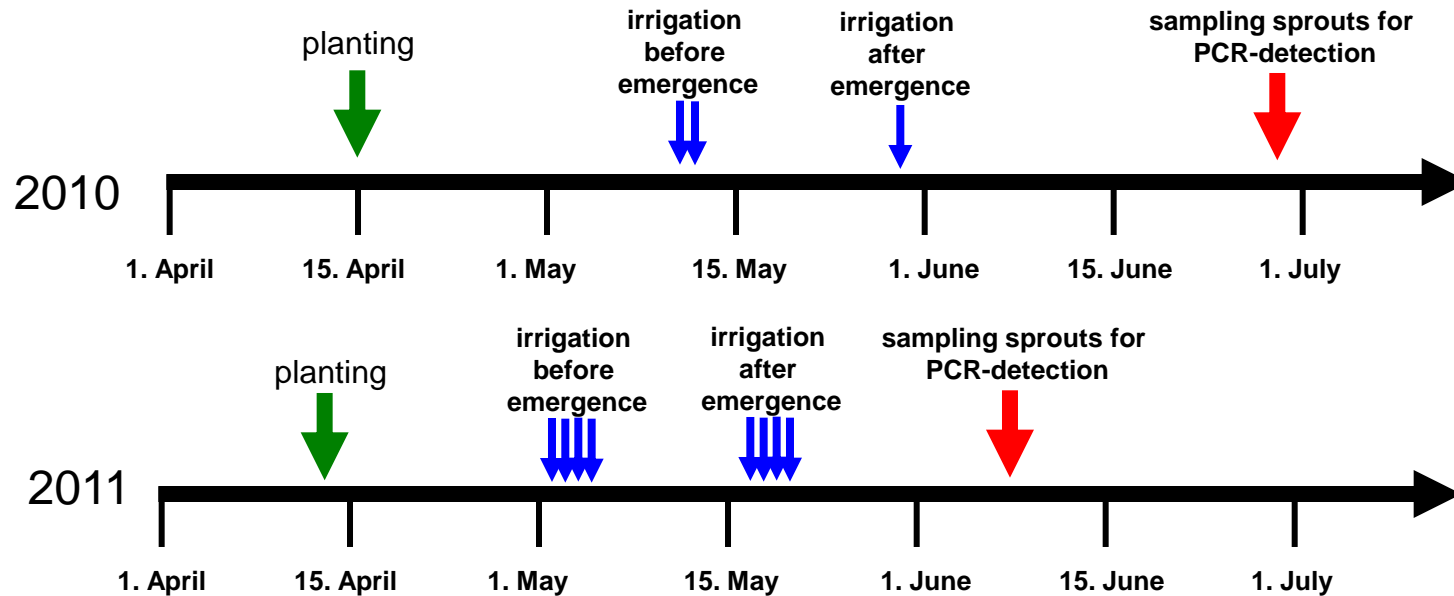 planting
irrigation
before
emergence
irrigation
after
emergence
sampling sprouts for
PCR-detection
2010
1. April
15. April
1. May
15. May
1. June
15. June
1. July
planting
irrigation
before
emergence
irrigation
after
emergence
sampling sprouts for
PCR-detection
2011
1. April
15. April
1. May
15. May
1. June
15. June
1. July